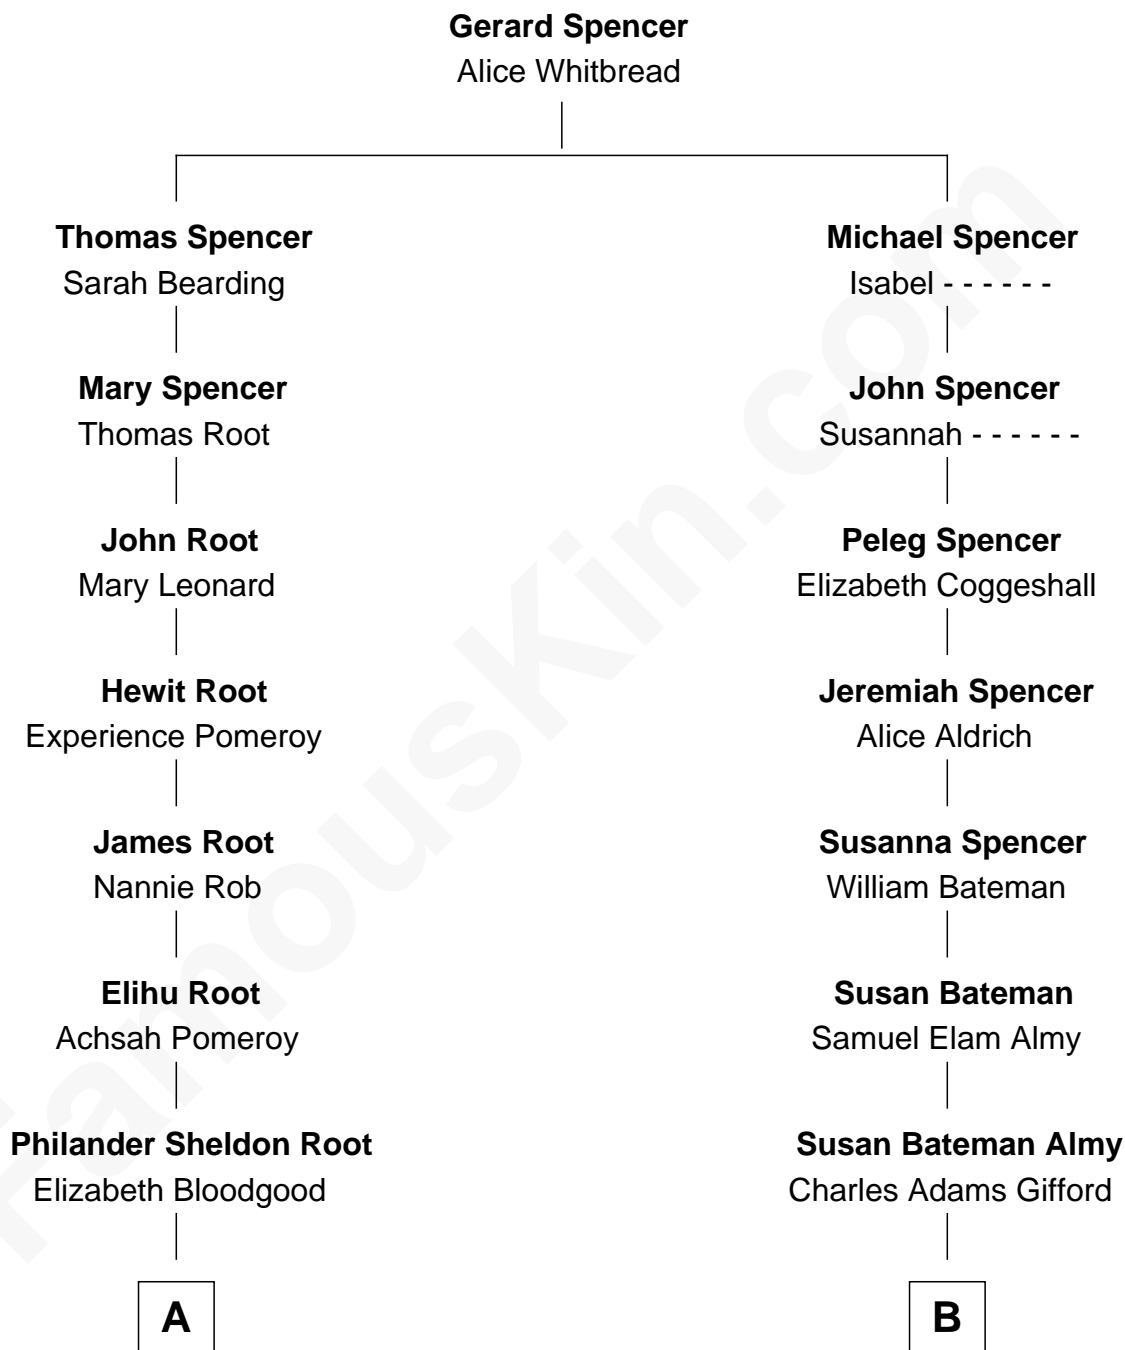 Gerard Spencer
Alice Whitbread
Thomas Spencer
Sarah Bearding
Michael Spencer
Isabel - - - - - -
Mary Spencer
Thomas Root
John Spencer
Susannah - - - - - -
John Root
Mary Leonard
Peleg Spencer
Elizabeth Coggeshall
Hewit Root
Experience Pomeroy
Jeremiah Spencer
Alice Aldrich
James Root
Nannie Rob
Susanna Spencer
William Bateman
Elihu Root
Achsah Pomeroy
Susan Bateman
Samuel Elam Almy
Philander Sheldon Root
Elizabeth Bloodgood
Susan Bateman Almy
Charles Adams Gifford
A
B
FamousKin.com